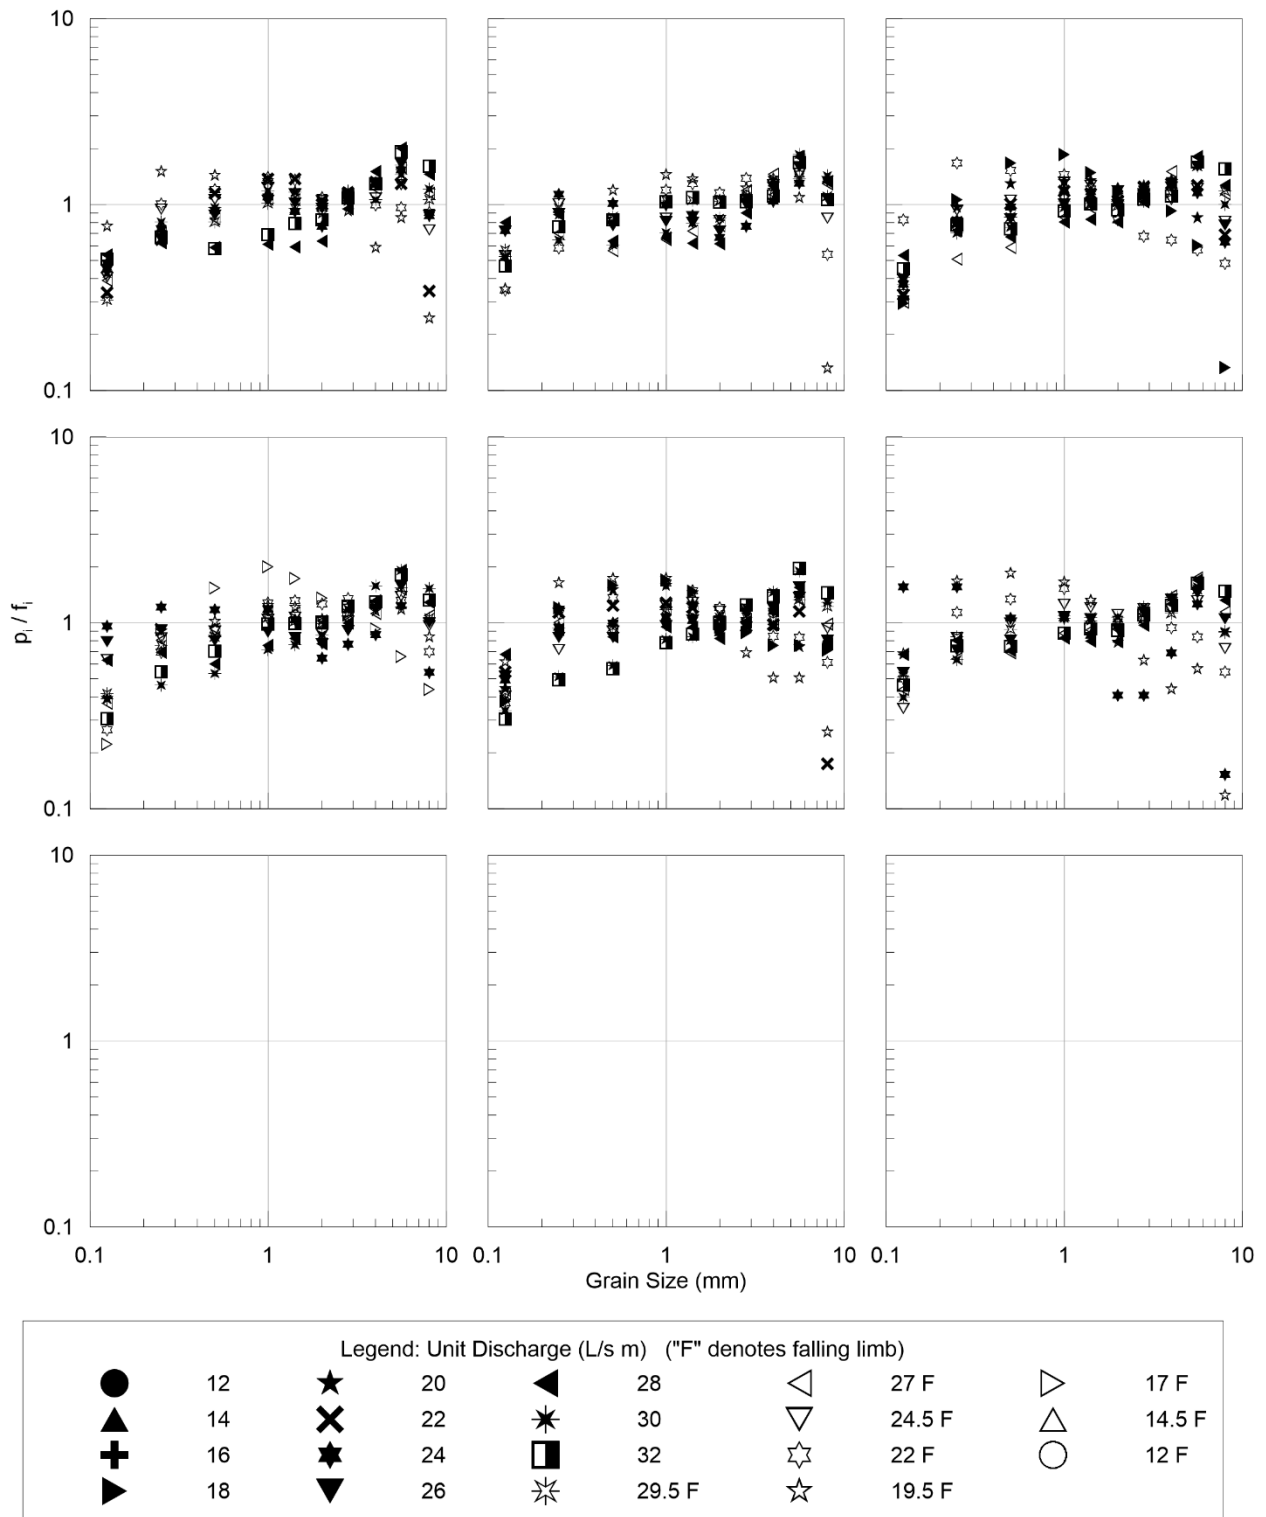 10
1
0.1
10
1
0.1
p_i / f_i
10
1
0.1
0.1 1 10 0.1 1 10 0.1 1 10
Grain Size (mm)
Legend: Unit Discharge (L/s m) ("F" denotes falling limb)
12 20 28 27 F 17 F
14 22 30 24.5 F 14.5 F
16 24 32 22 F 12 F
18 26 29.5 F 19.5 F